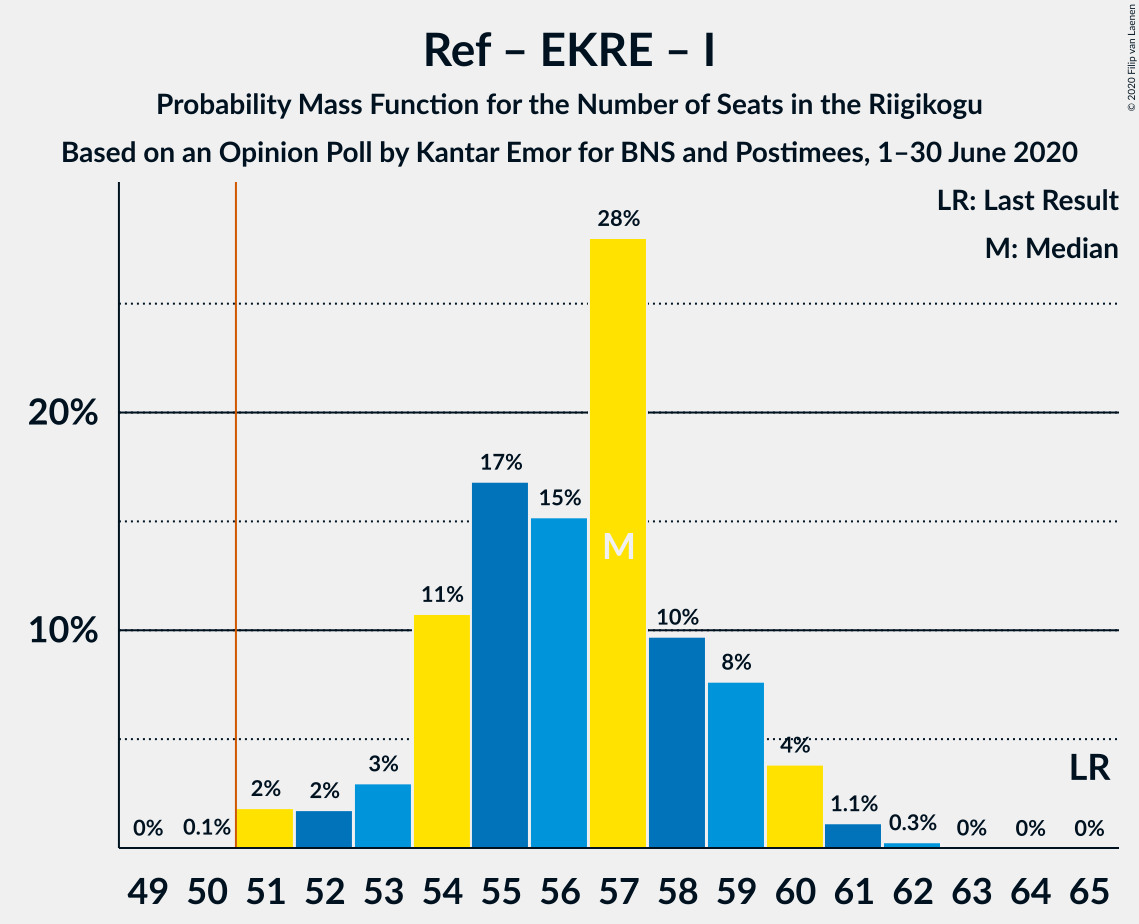 Ref – EKRE – I
Probability Mass Function for the Number of Seats in the Riigikogu
Based on an Opinion Poll by Kantar Emor for BNS and Postimees, 1–30 June 2020
© 2020 Filip van Laenen
LR: Last Result
M: Median
28%
20%
17%
15%
M
11%
10%
10%
8%
4%
3%
LR
2%
2%
1.1%
0.3%
0%
0.1%
0%
0%
0%
49 50 51 52 53 54 55 56 57 58 59 60 61 62 63 64 65